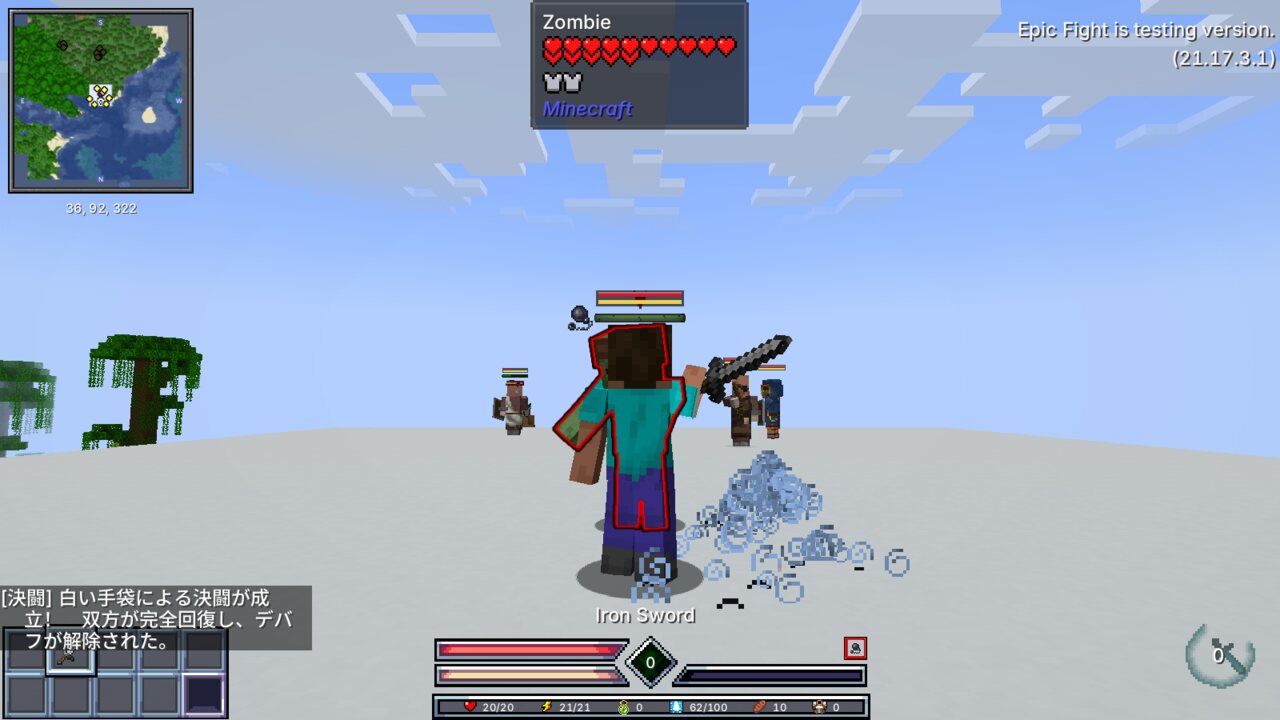 S
E
W
N
36, 92, 322
Zombie
Minecraft
Epic Fight is testing version.
(21.17.3.1)
[決闘] 白い手袋による決闘が成
立!　双方が完全回復し、デバ
フが解除された。
Iron Sword
0
20/20
21/21
0
62/100
10
0
0